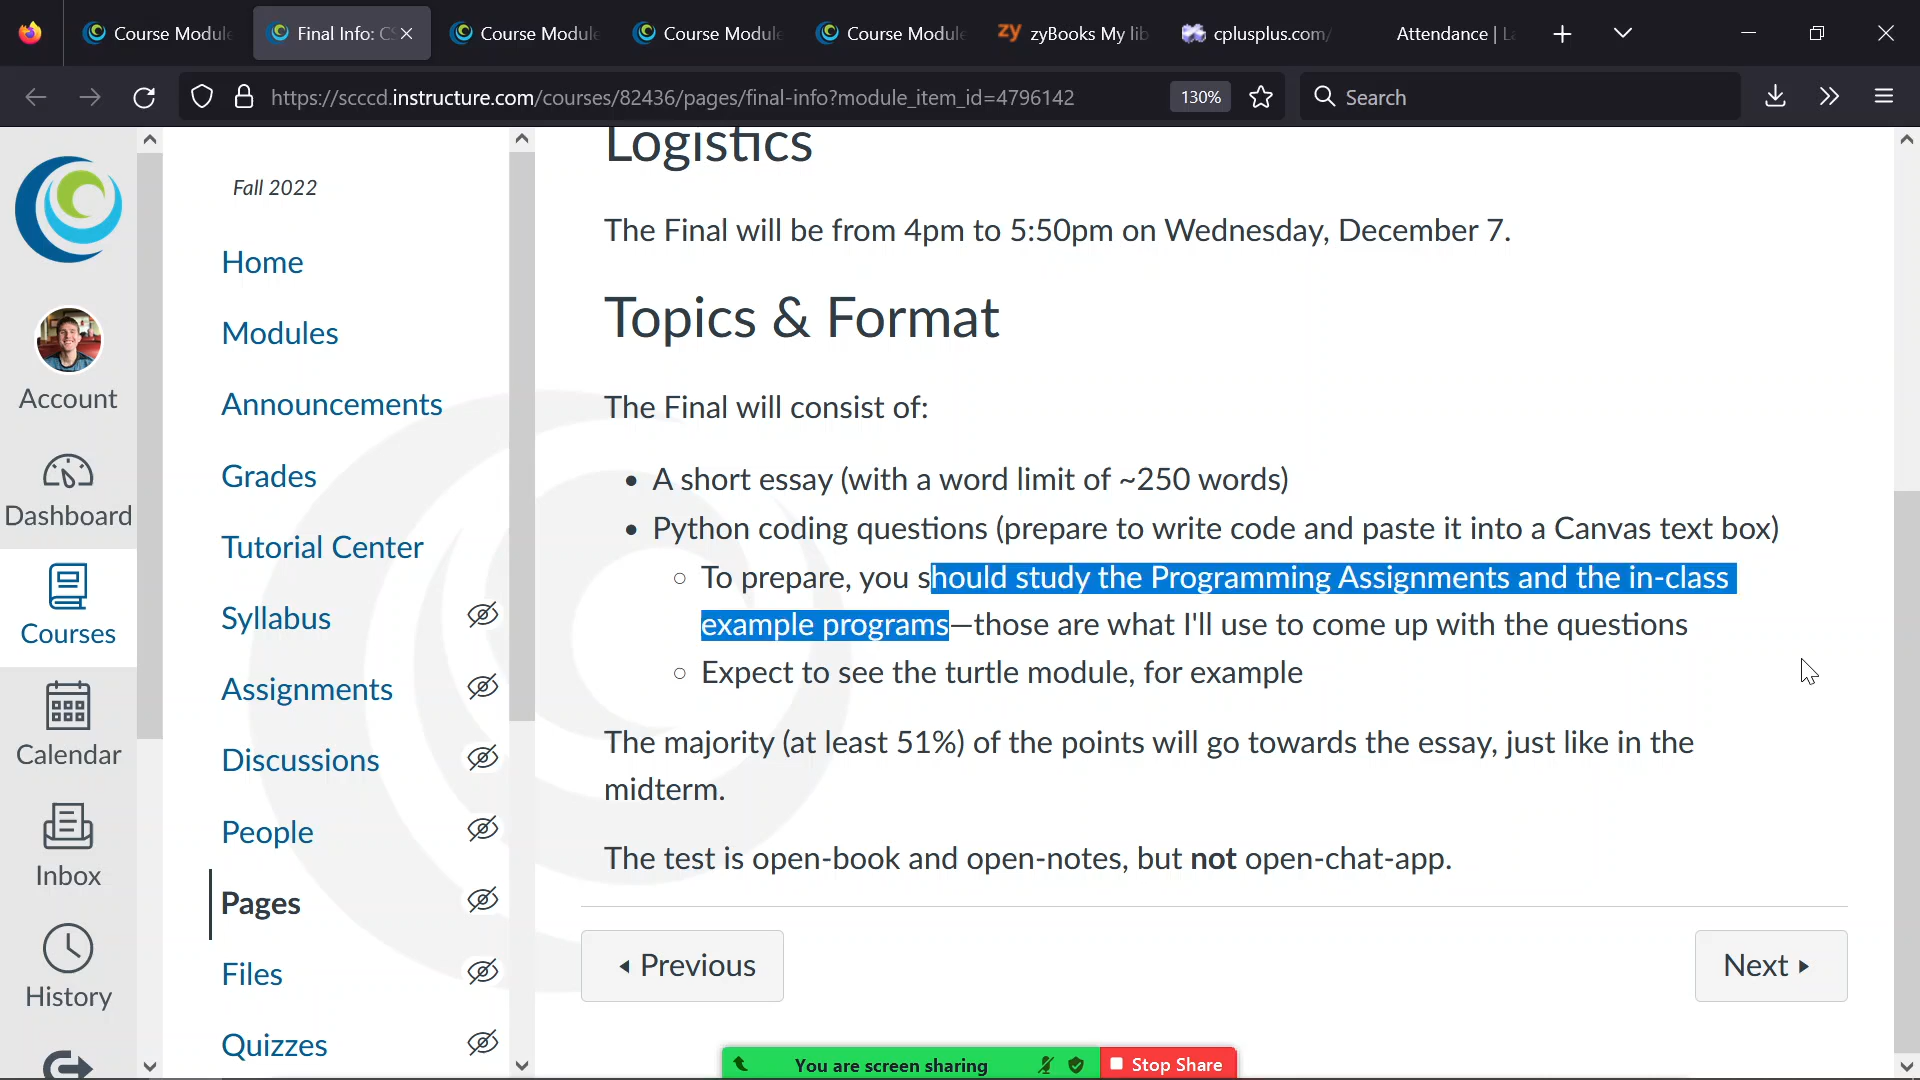 Course Module
Final Info: CS
Course Module
Course Module
Course Module
zy zyBooks My lib
cplusplus.com/
Attendance | La
https://scccd.instructure.com/courses/82436/pages/final-info?module_item_id=4796142
130%
Search
Account
Dashboard
Courses
Calendar
Inbox
History
Fall 2022
Home
Modules
Announcements
Grades
Tutorial Center
Syllabus
Assignments
Discussions
People
Pages
Files
Quizzes
Logistics
The Final will be from 4pm to 5:50pm on Wednesday, December 7.
Topics & Format
The Final will consist of:
• A short essay (with a word limit of ~250 words)
• Python coding questions (prepare to write code and paste it into a Canvas text box)
◦ To prepare, you should study the Programming Assignments and the in-class
example programs—those are what I'll use to come up with the questions
◦ Expect to see the turtle module, for example
The majority (at least 51%) of the points will go towards the essay, just like in the
midterm.
The test is open-book and open-notes, but not open-chat-app.
Previous
Next
You are screen sharing
Stop Share